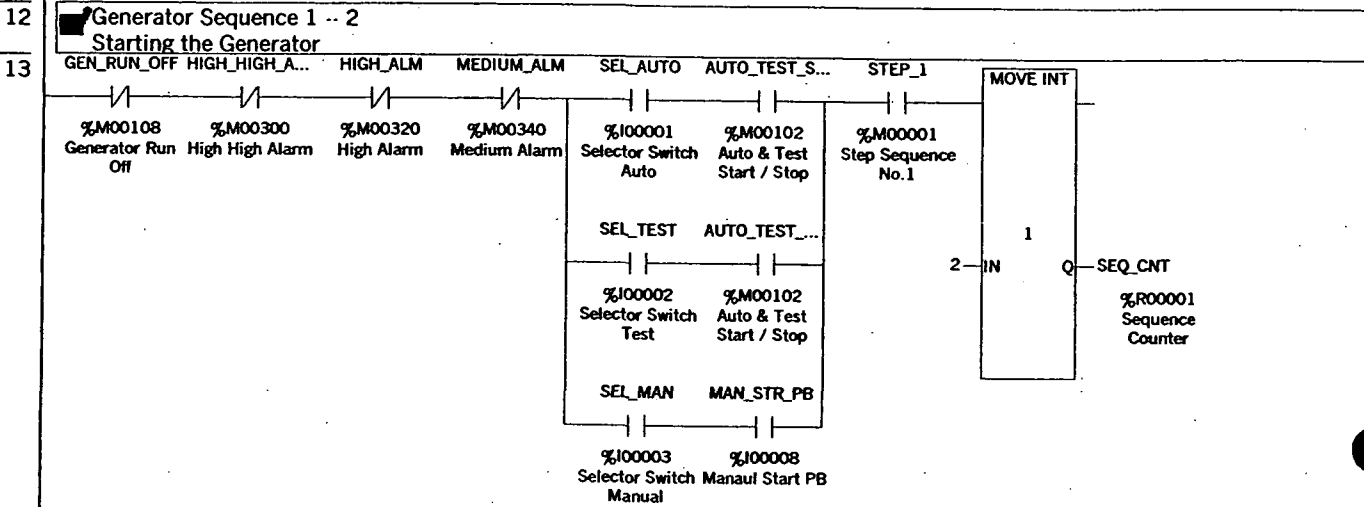 12
Generator Sequence 1 -- 2
Starting the Generator
13
GEN_RUN_OFF HIGH_HIGH_A... HIGH_ALM MEDIUM_ALM SEL_AUTO AUTO_TEST_S... STEP_1 MOVE INT
%M00108 %M00300 %M00320 %M00340 %I00001 %M00102 %M00001
Generator Run High High Alarm High Alarm Medium Alarm Selector Switch Auto & Test Step Sequence
Off Auto Start / Stop No.1
SEL_TEST AUTO_TEST_... 1
2 IN Q SEQ_CNT
%I00002 %M00102 %R00001
Selector Switch Auto & Test Sequence
Test Start / Stop Counter
SEL_MAN MAN_STR_PB
%I00003 %I00008
Selector Switch Manaul Start PB
Manual